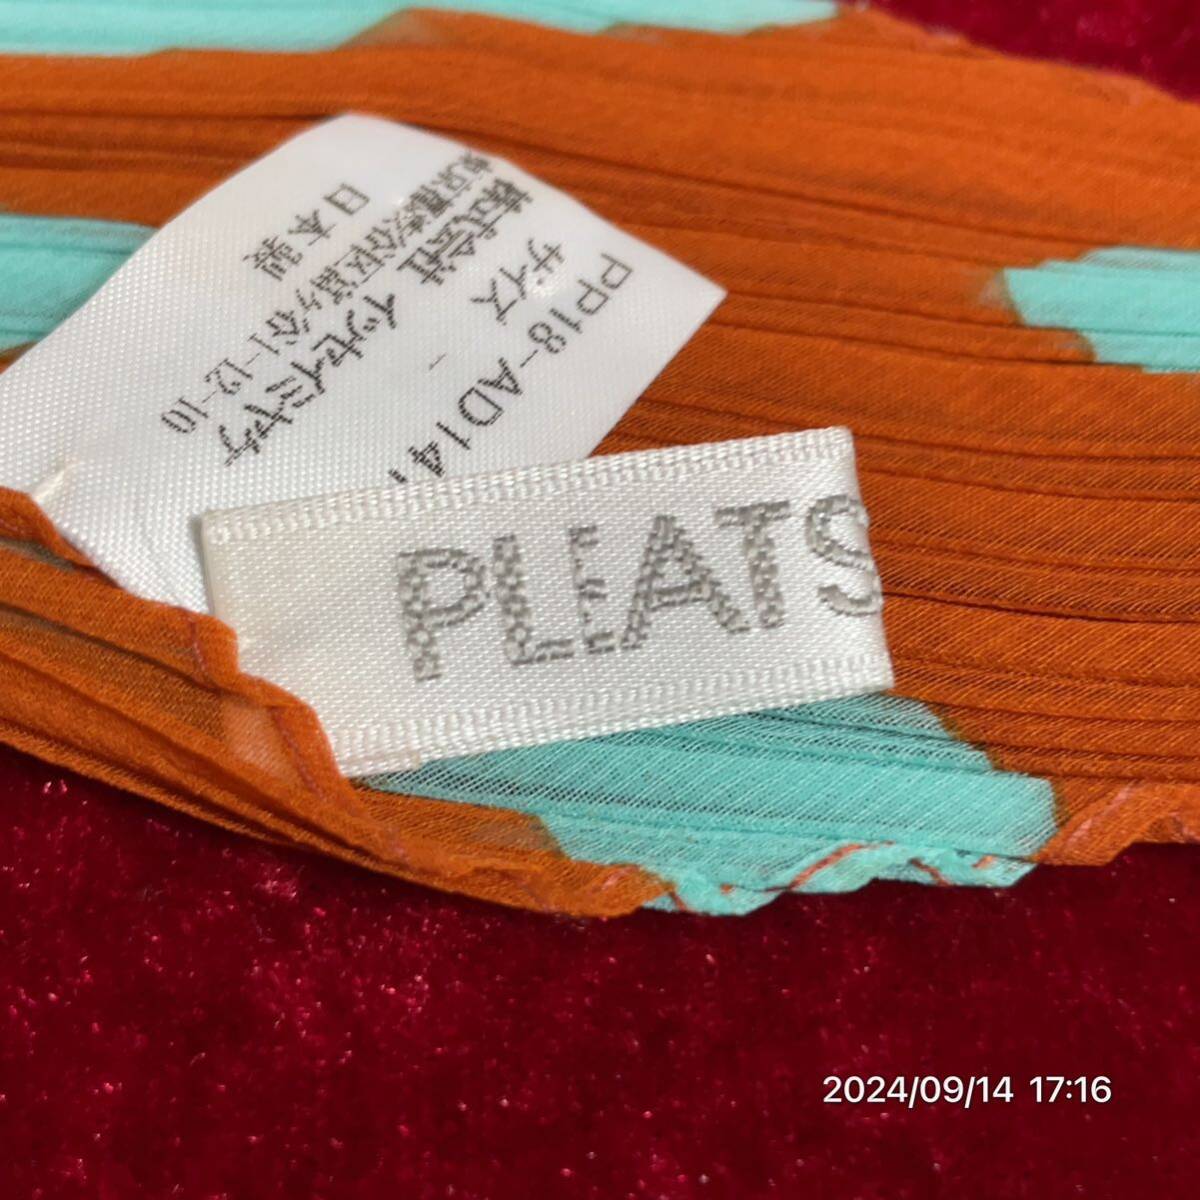 PP18-AD141
サイズ -
株式会社 イッセイミヤケ
東京都渋谷区富ヶ谷1-12-10
日本製
PLEATS
2024/09/14 17:16